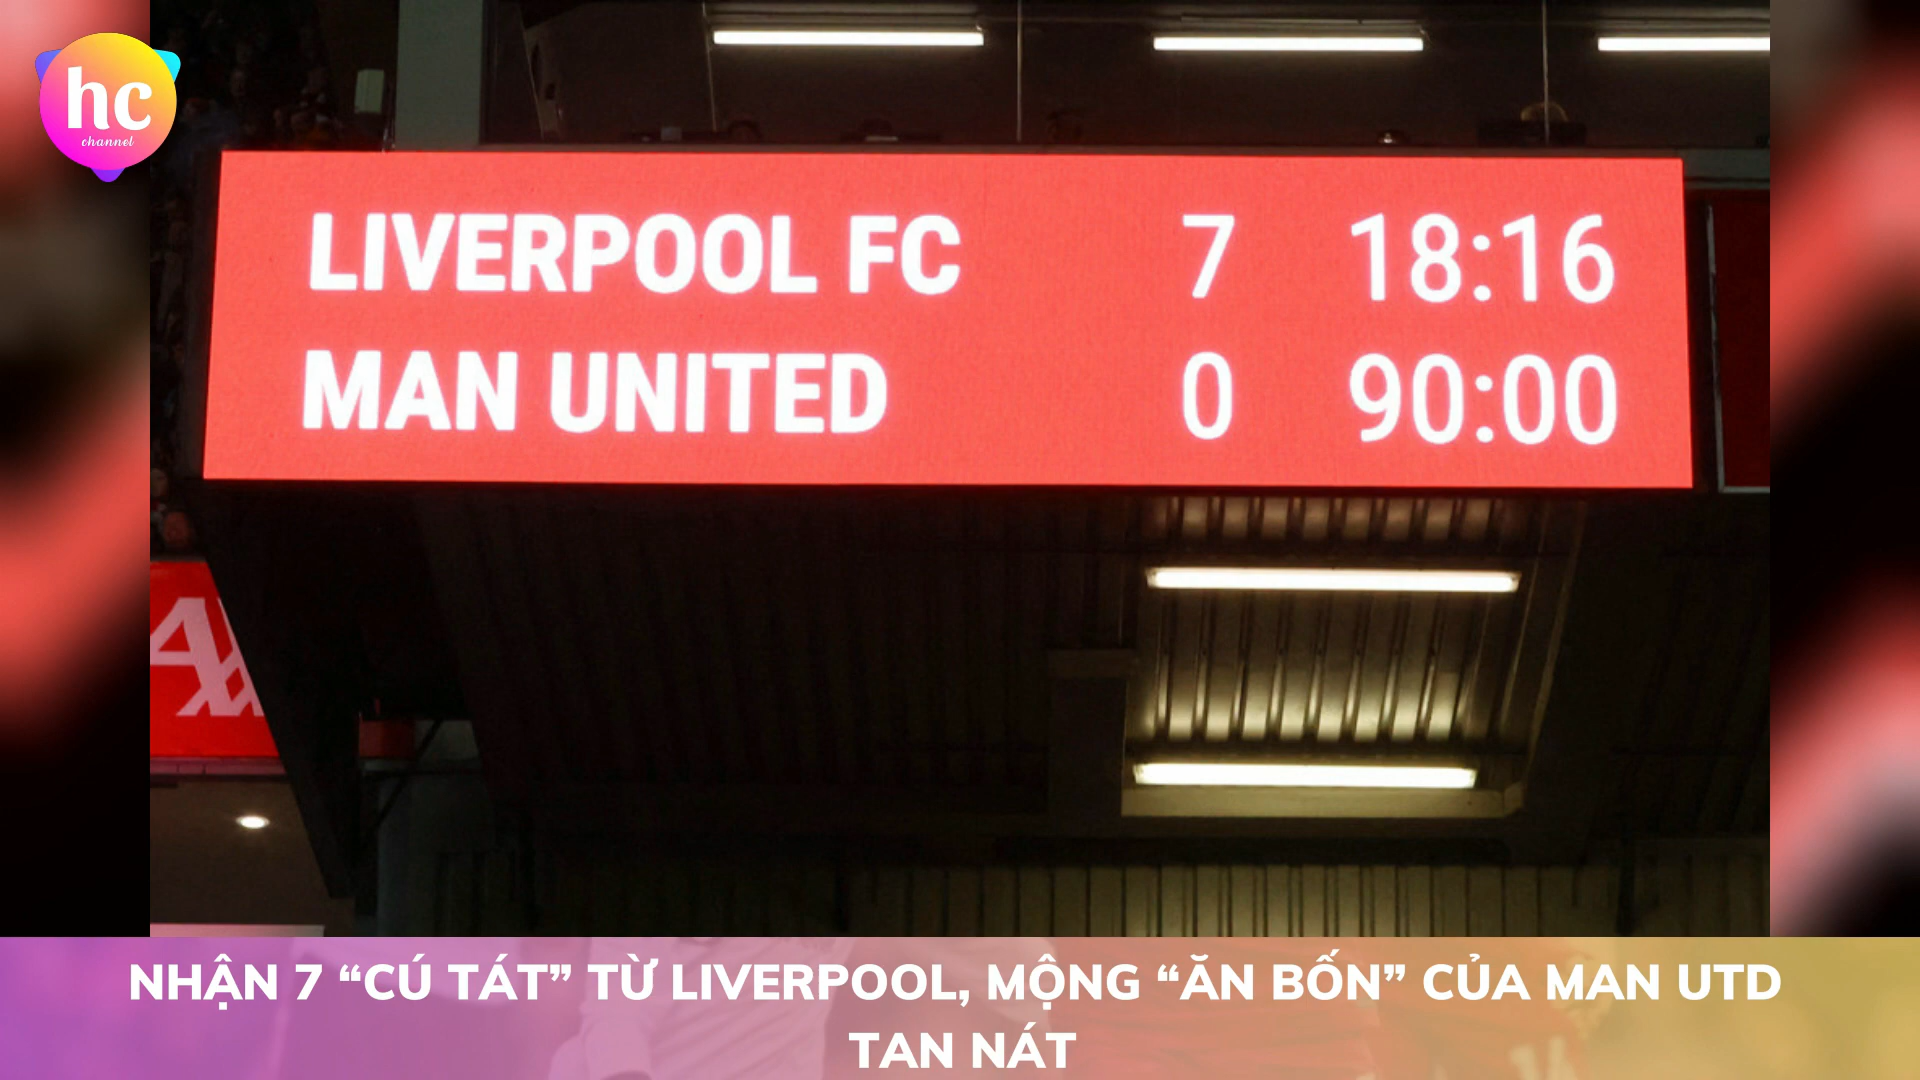 hc
channel
LIVERPOOL FC 7 18:16
MAN UNITED 0 90:00
AXA
NHẬN 7 “CÚ TÁT” TỪ LIVERPOOL, MỘNG “ĂN BỐN” CỦA MAN UTD
TAN NÁT